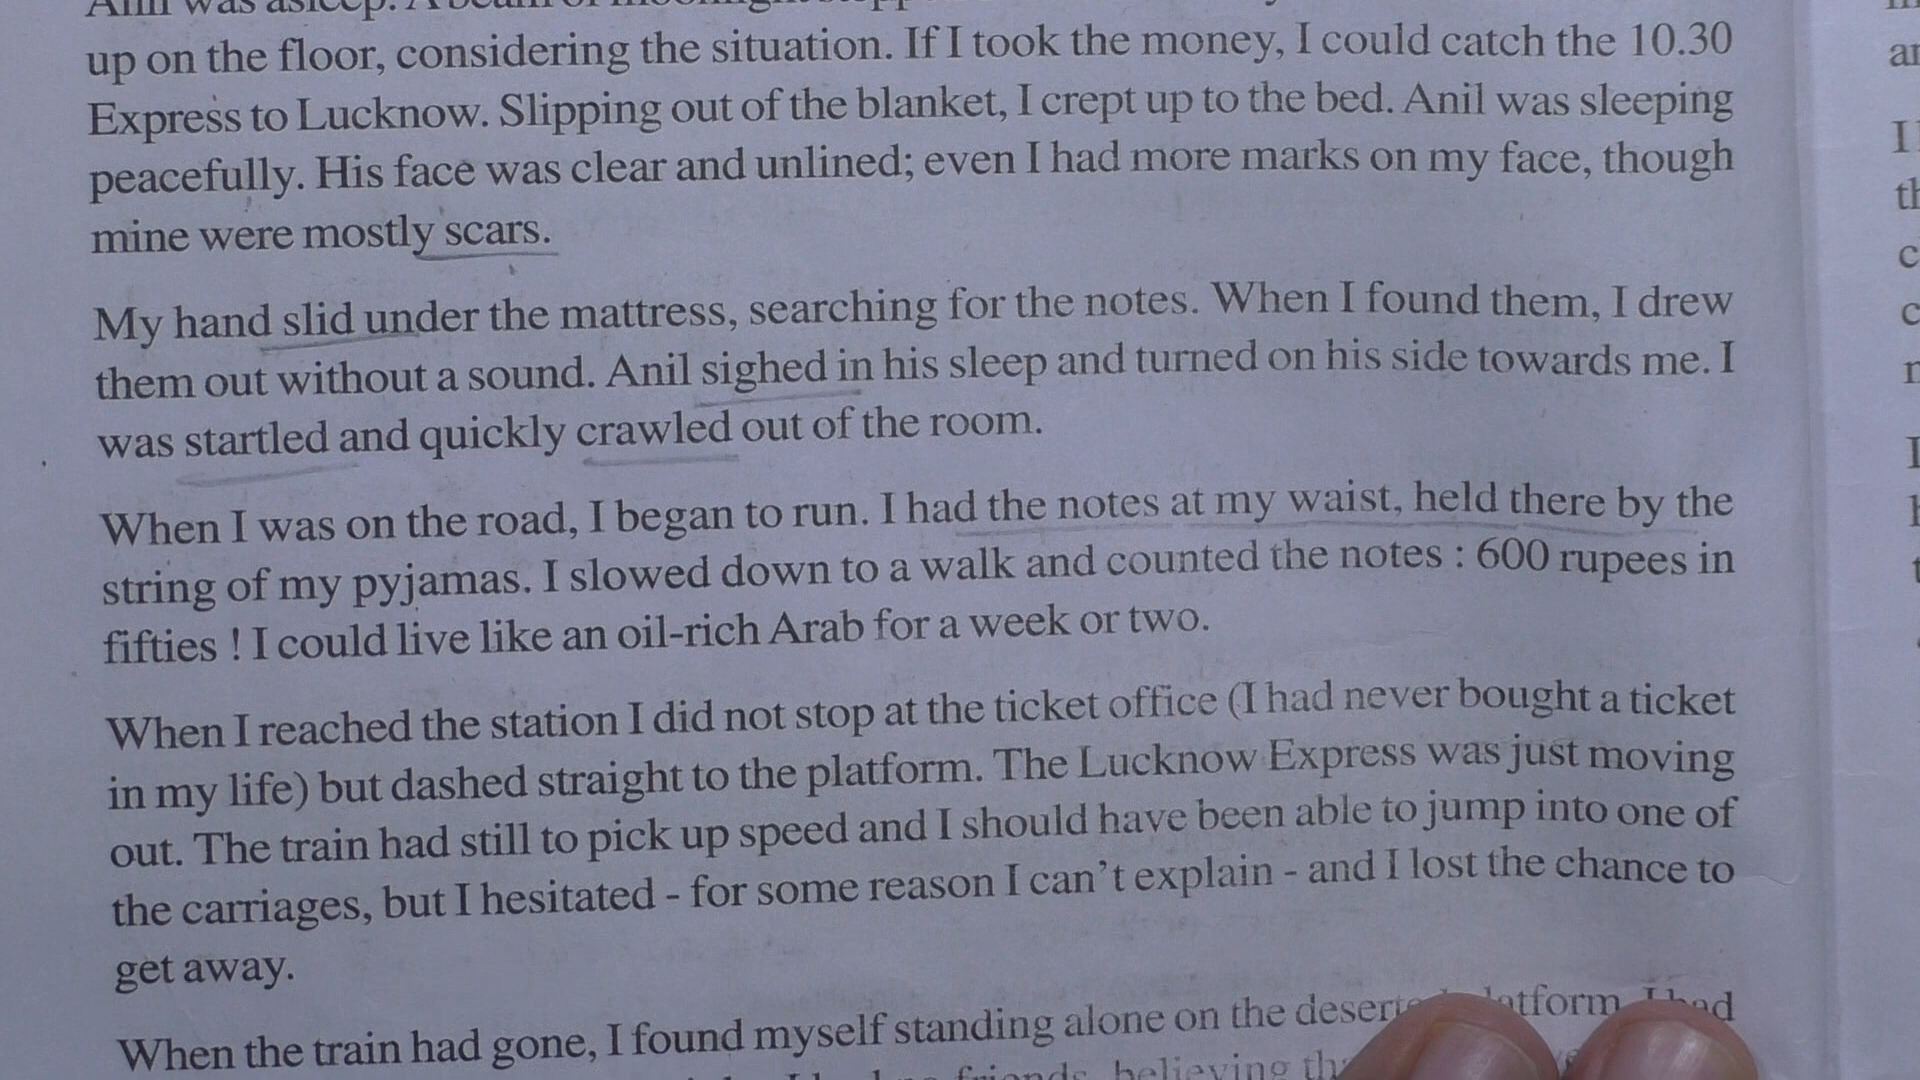 Anil was asleep. A beam of moonlight
up on the floor, considering the situation. If I took the money, I could catch the 10.30
Express to Lucknow. Slipping out of the blanket, I crept up to the bed. Anil was sleeping
peacefully. His face was clear and unlined; even I had more marks on my face, though
mine were mostly scars.
My hand slid under the mattress, searching for the notes. When I found them, I drew
them out without a sound. Anil sighed in his sleep and turned on his side towards me. I
was startled and quickly crawled out of the room.
When I was on the road, I began to run. I had the notes at my waist, held there by the
string of my pyjamas. I slowed down to a walk and counted the notes : 600 rupees in
fifties ! I could live like an oil-rich Arab for a week or two.
When I reached the station I did not stop at the ticket office (I had never bought a ticket
in my life) but dashed straight to the platform. The Lucknow Express was just moving
out. The train had still to pick up speed and I should have been able to jump into one of
the carriages, but I hesitated - for some reason I can't explain - and I lost the chance to
get away.
When the train had gone, I found myself standing alone on the deserted platform. I had
friends, believing